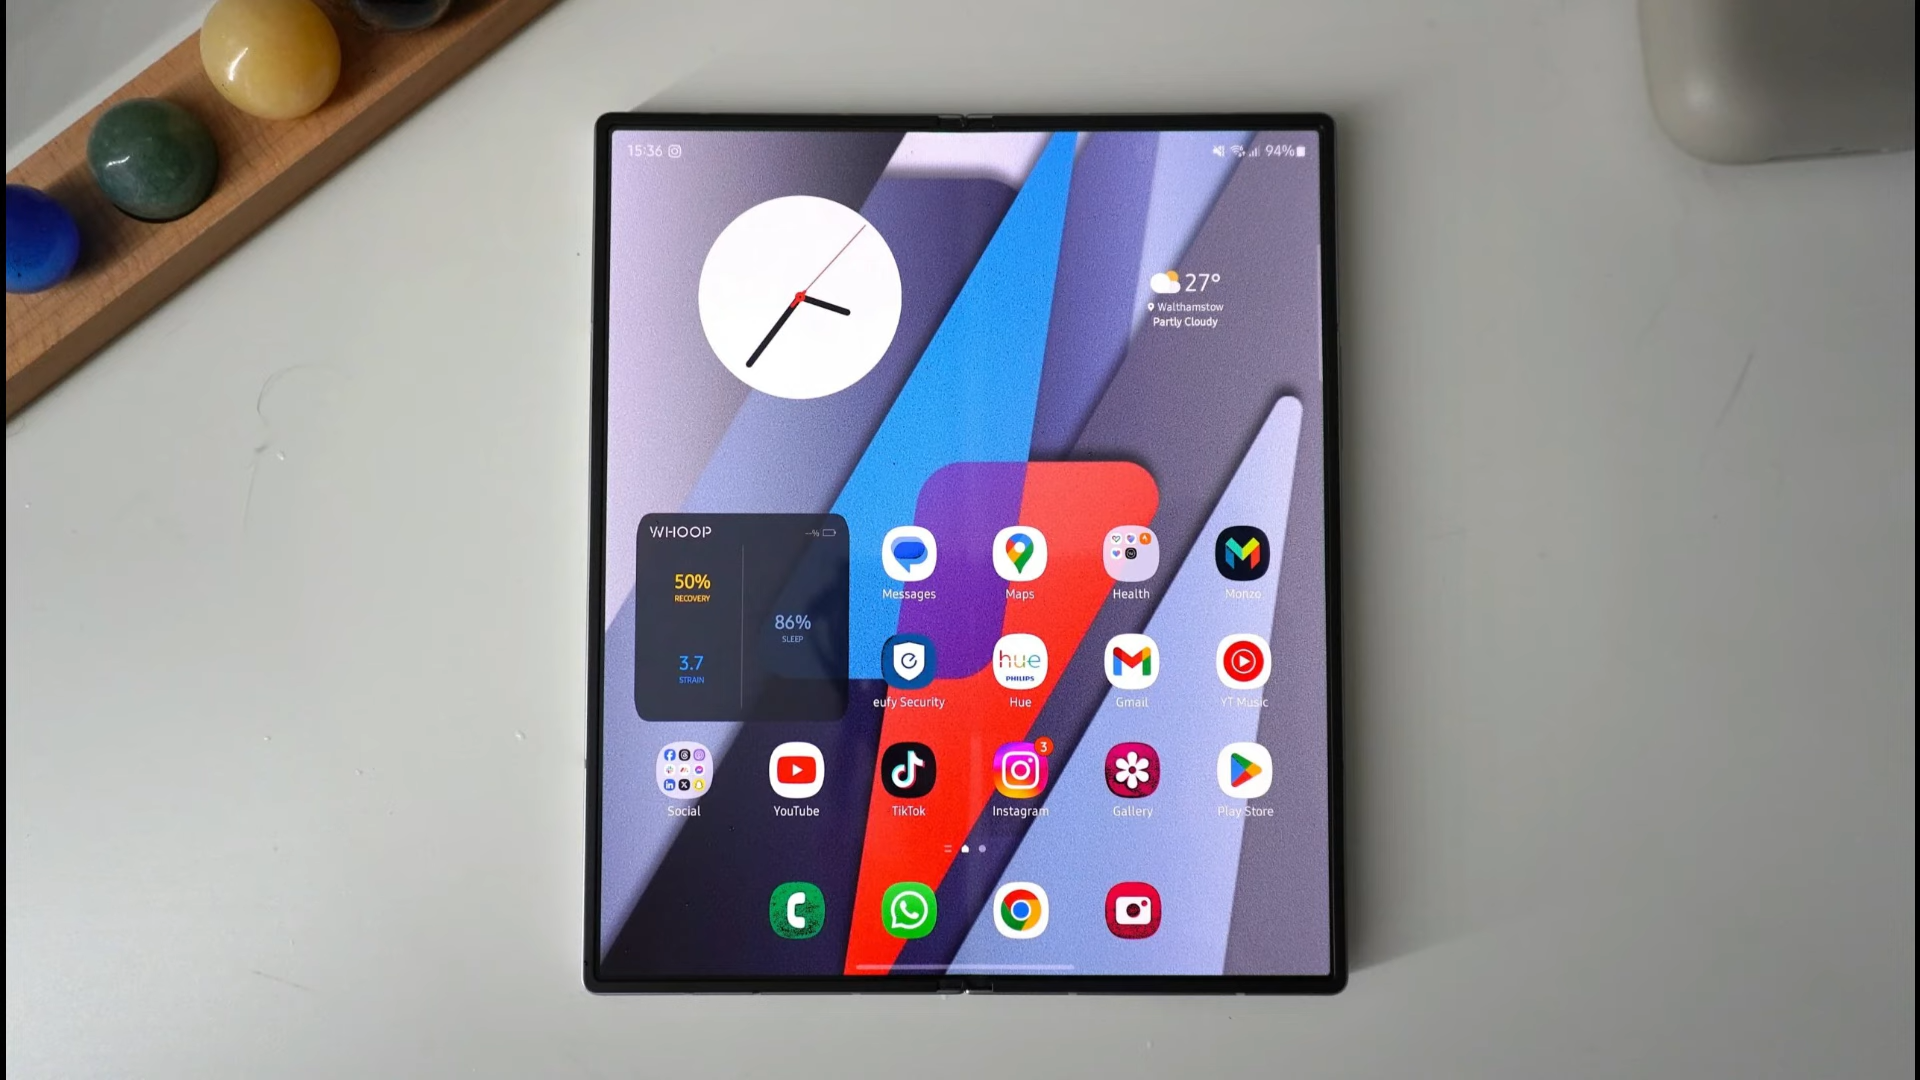 15:36 94%
27°
Walthamstow
Partly Cloudy
WHOOP --%
50%
RECOVERY
86%
SLEEP
3.7
STRAIN
Messages Maps Health Monzo
hue
PHILIPS
eufy Security Hue Gmail YT Music
3
Social YouTube TikTok Instagram Gallery Play Store